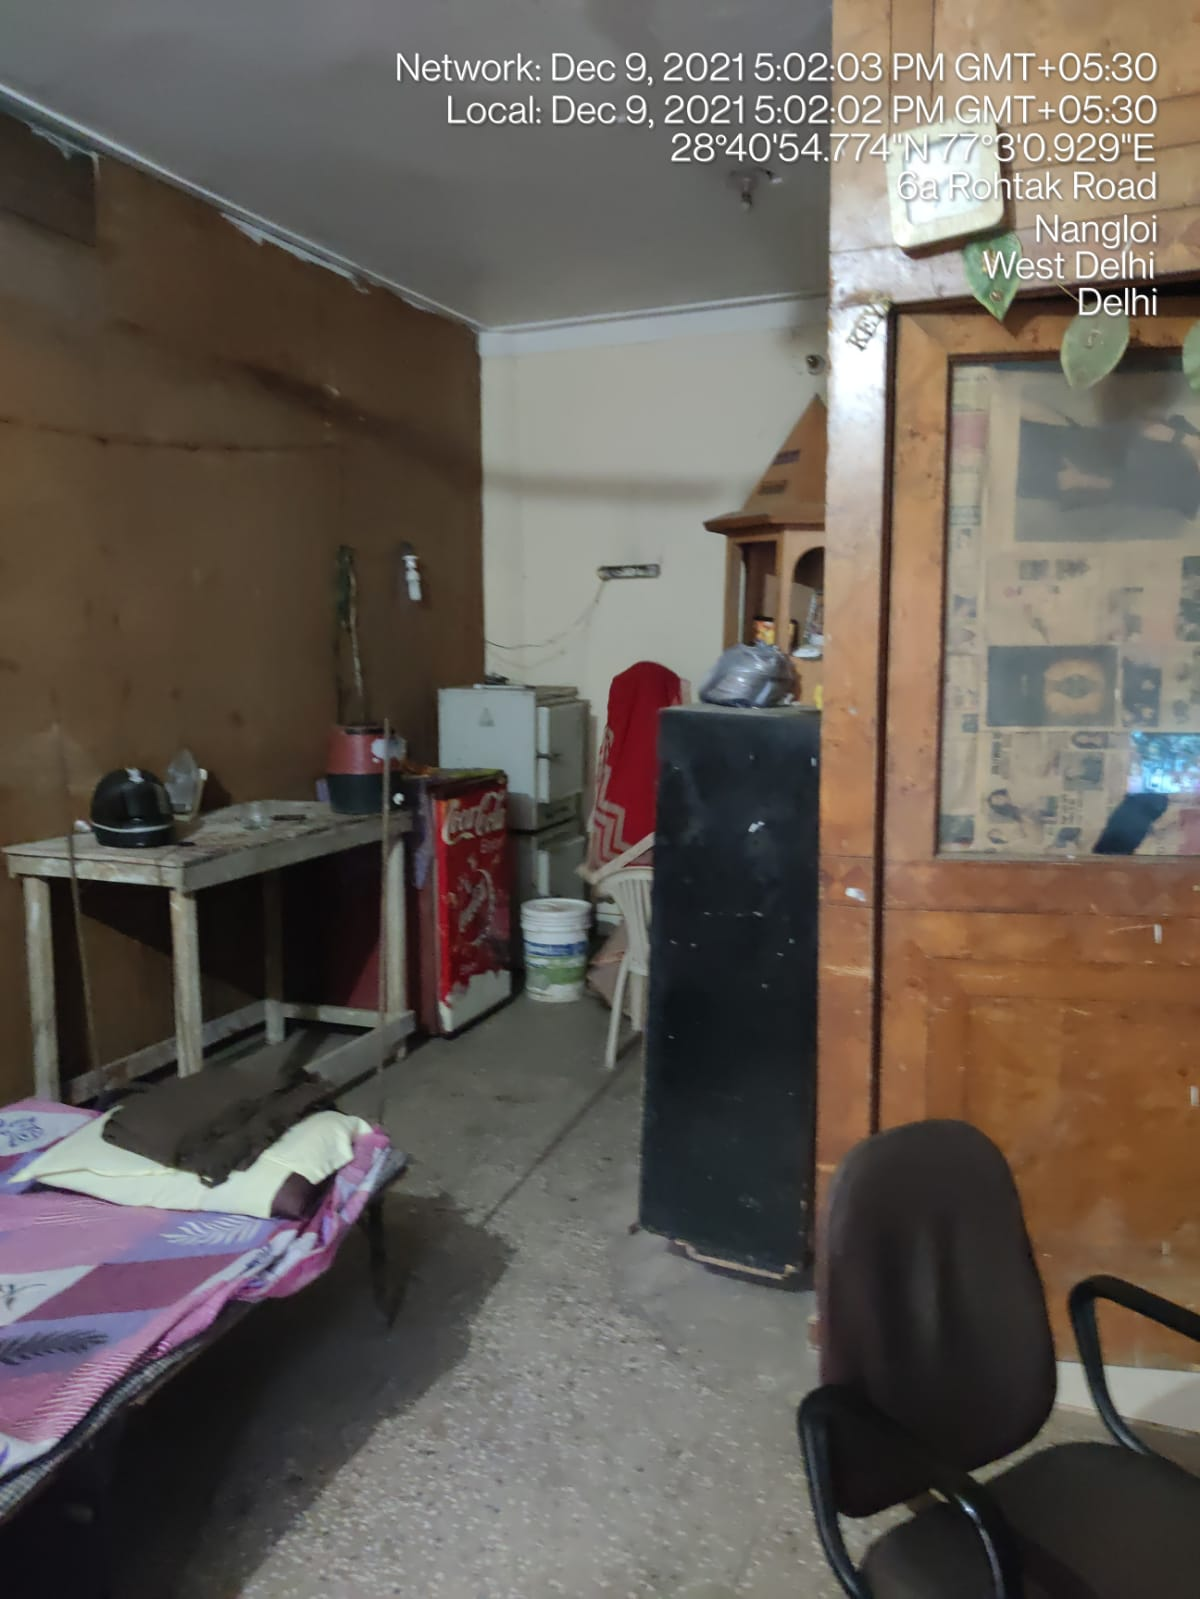 Network: Dec 9, 2021 5:02:03 PM GMT+05:30
Local: Dec 9, 2021 5:02:02 PM GMT+05:30
28°40'54.774"N 77°3'0.929"E
6a Rohtak Road
Nangloi
West Delhi
Delhi
KEY
Coca-Cola